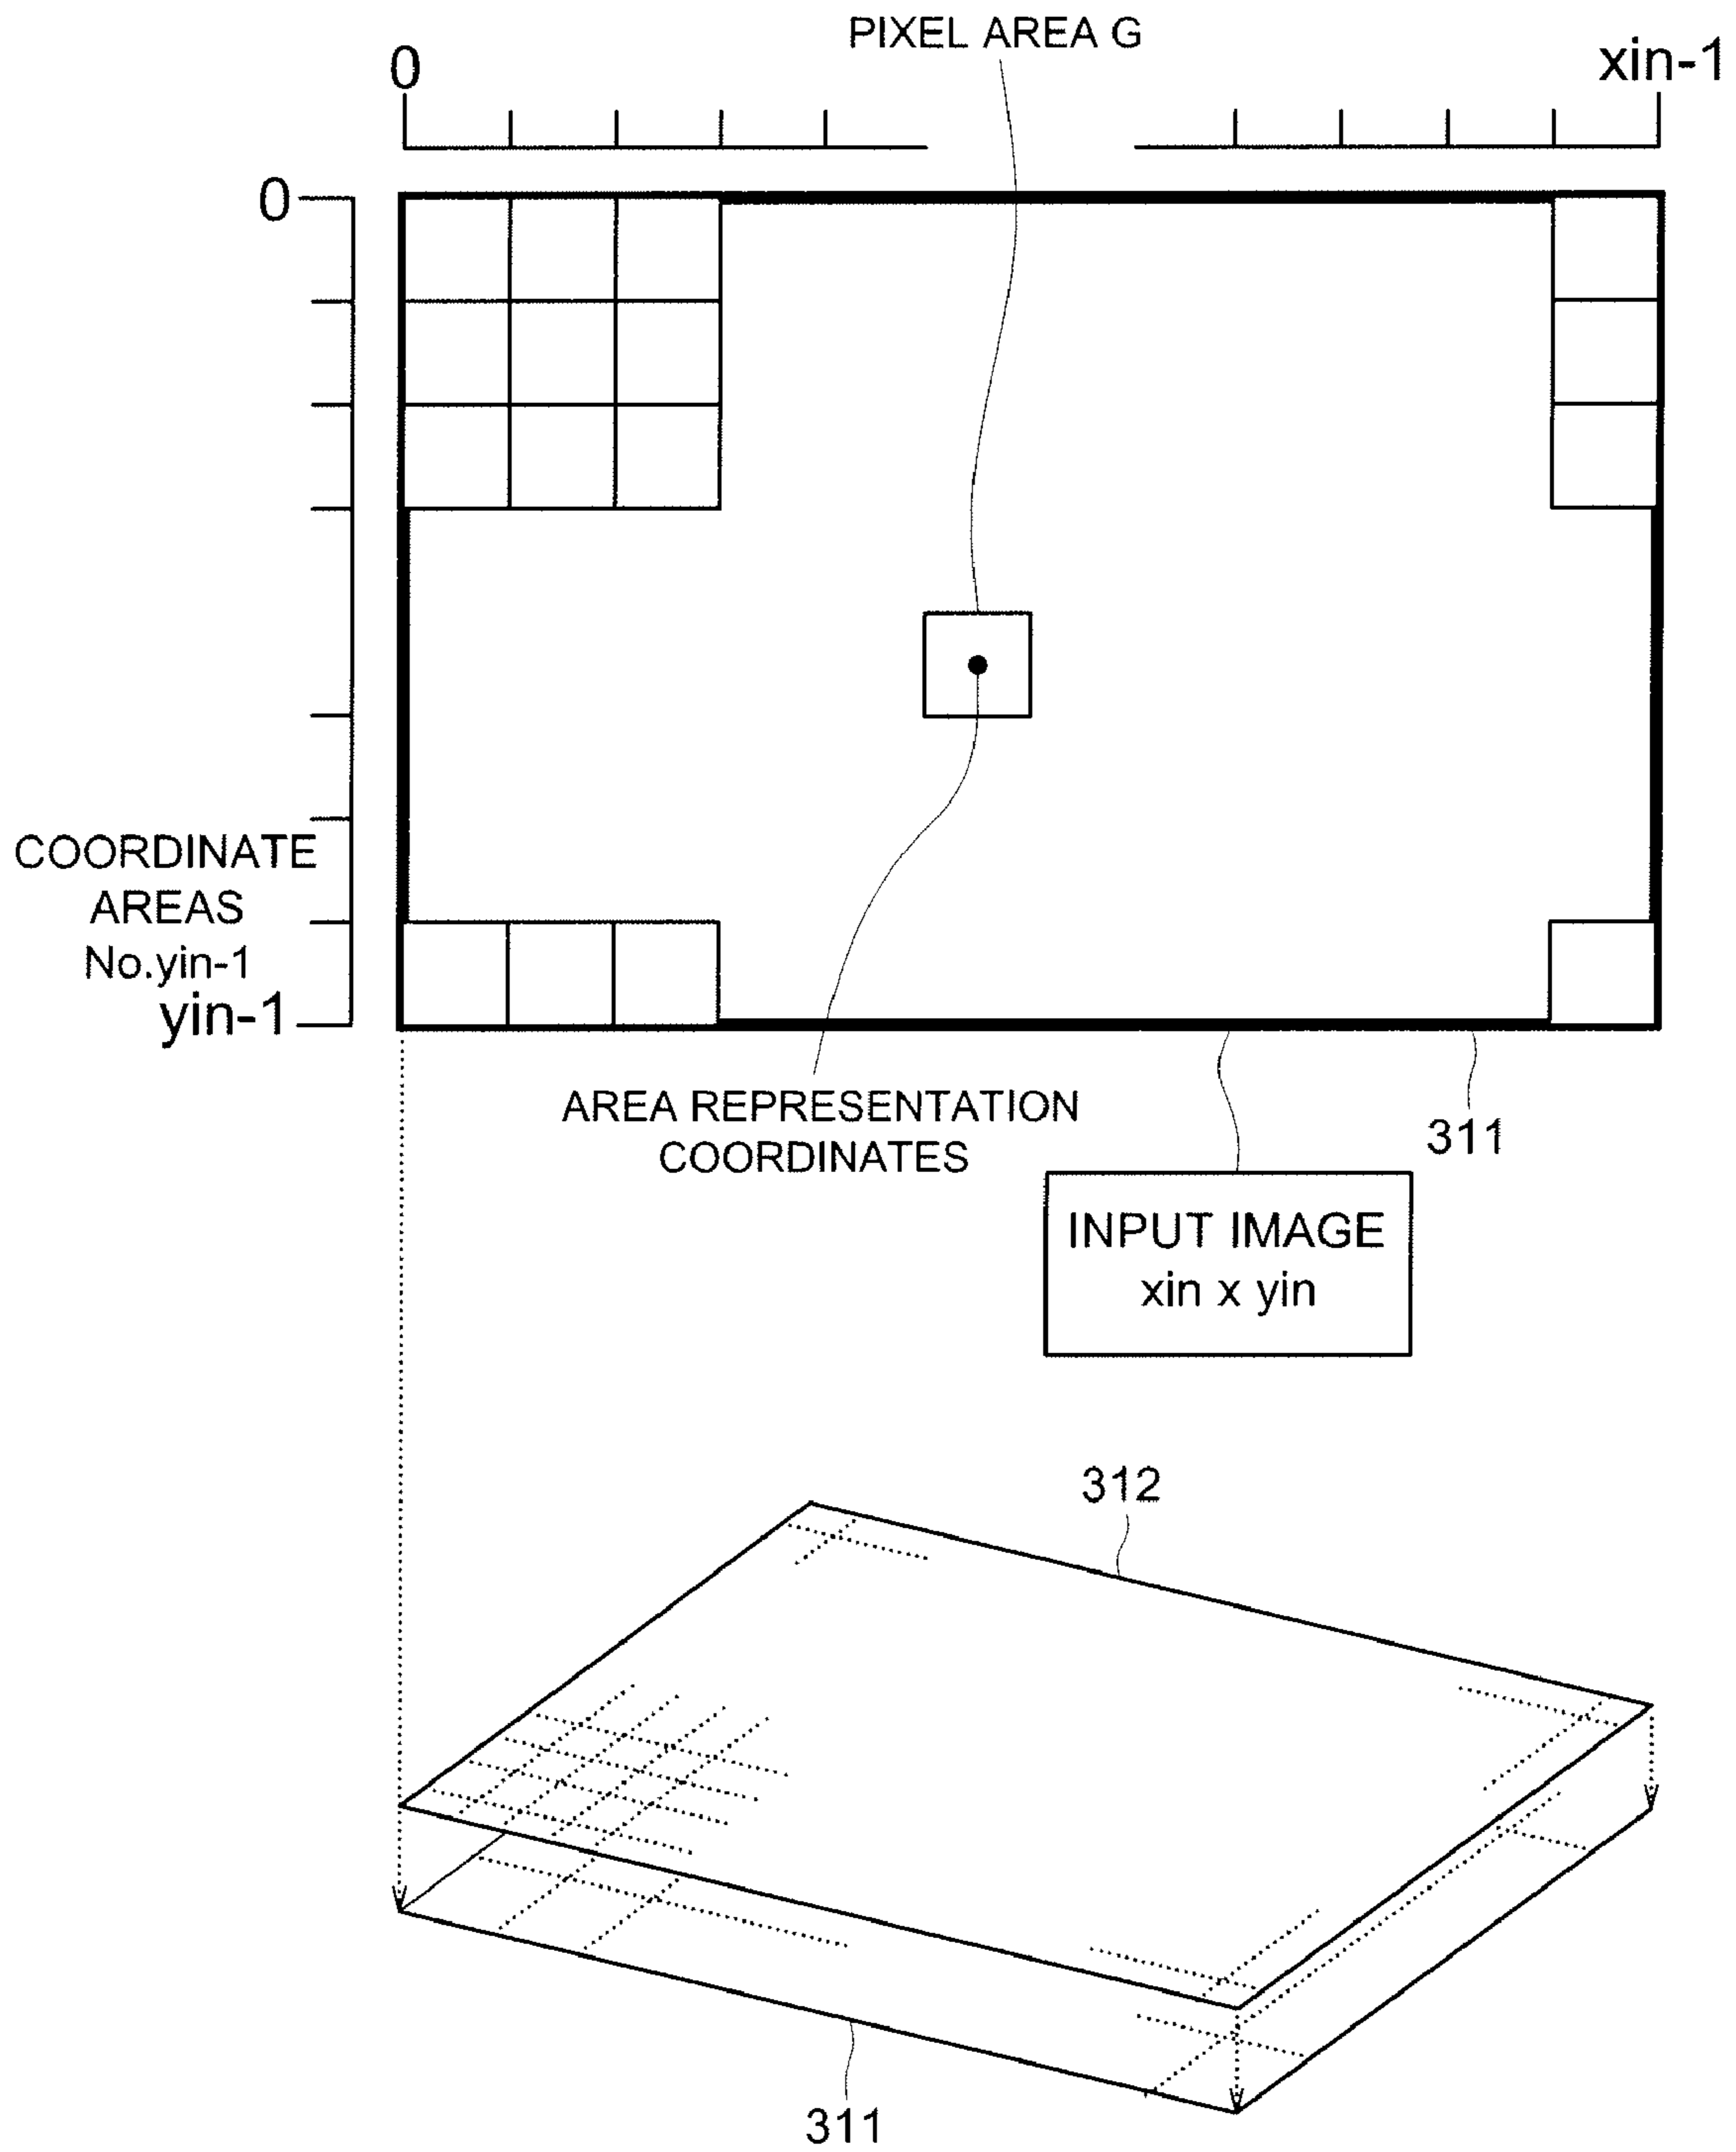 PIXEL AREA G
0
xin-1
0
COORDINATE
AREAS
No.yin-1
yin-1
AREA REPRESENTATION
COORDINATES
311
INPUT IMAGE
xin x yin
312
311